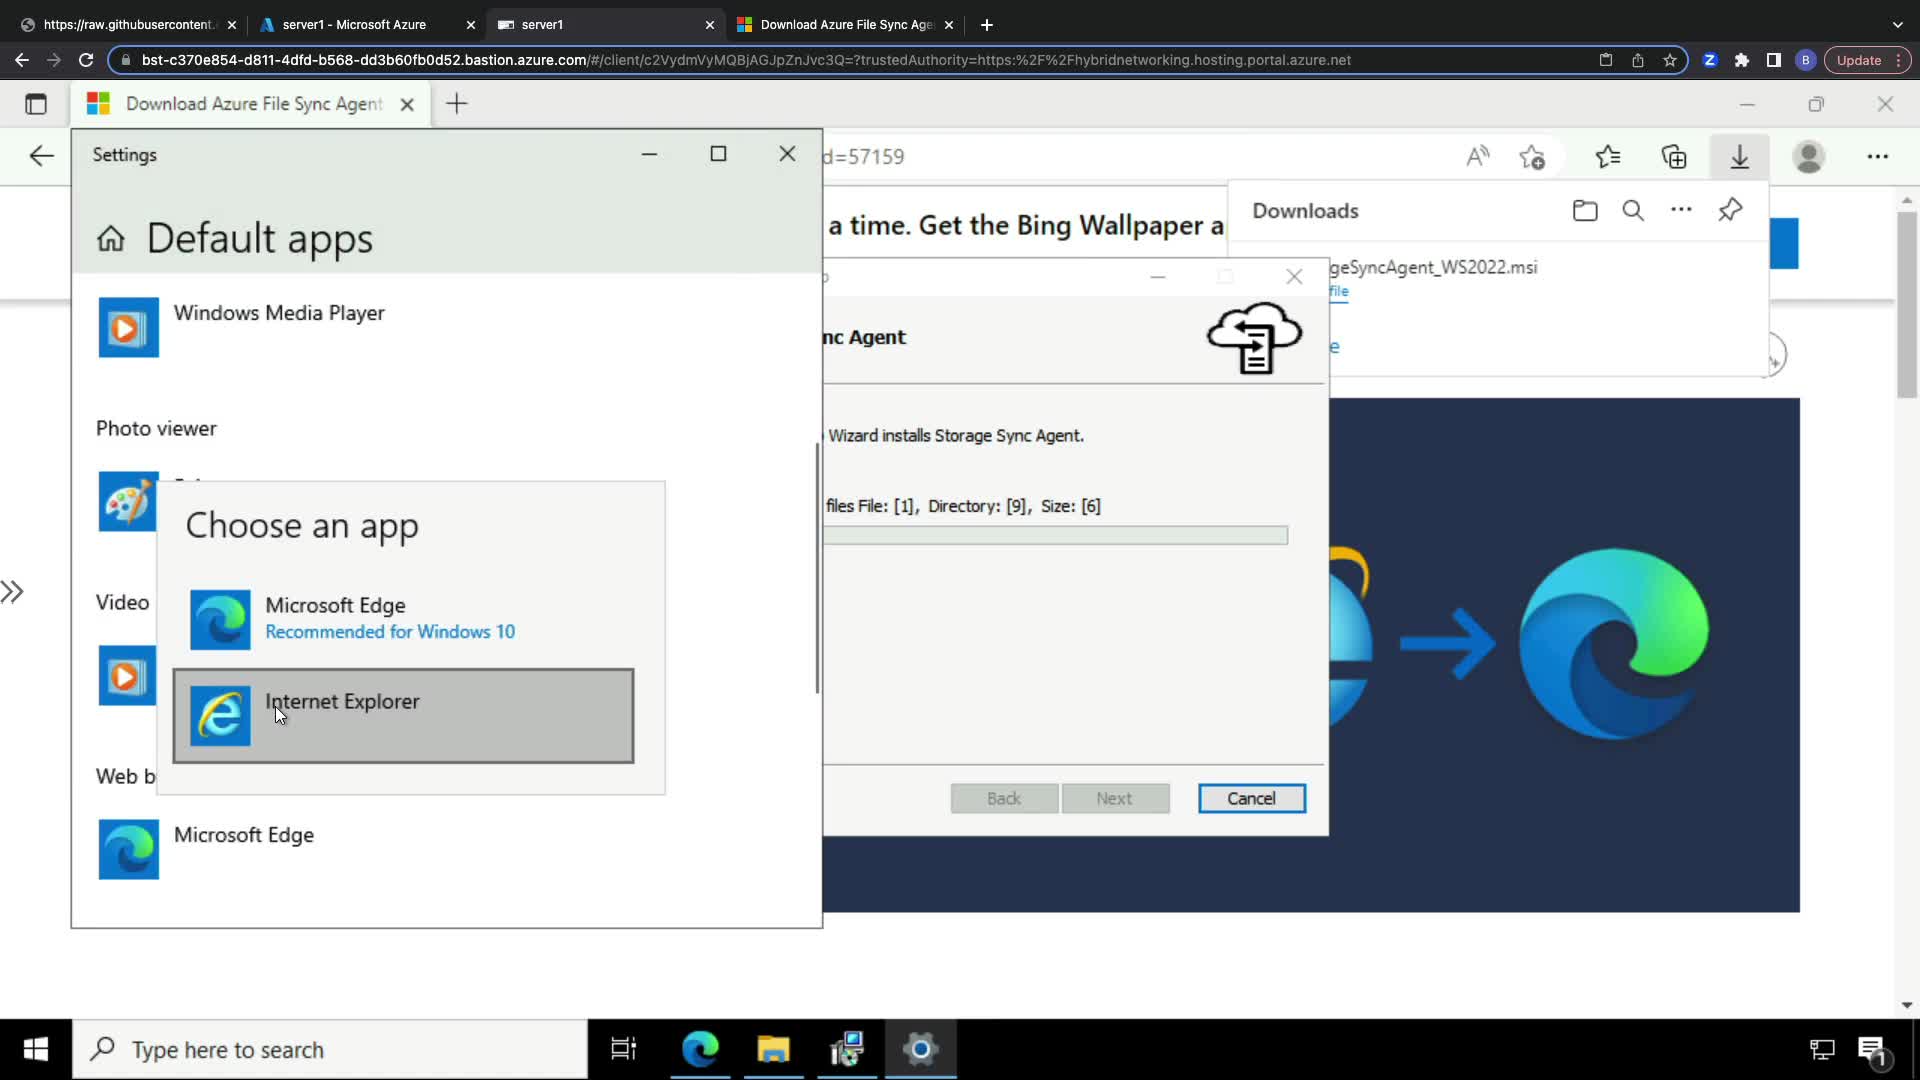 https://raw.githubusercontent.
server1 - Microsoft Azure
server1
Download Azure File Sync Age
bst-c370e854-d811-4dfd-b568-dd3b60fb0d52.bastion.azure.com/#/client/c2VydmVyMQBjAGJpZnJvc3Q=?trustedAuthority=https:%2F%2Fhybridnetworking.hosting.portal.azure.net
B
Update
Download Azure File Sync Agent
Settings
d=57159
Default apps
a time. Get the Bing Wallpaper a
Downloads
geSyncAgent_WS2022.msi
file
Windows Media Player
nc Agent
e
Photo viewer
Wizard installs Storage Sync Agent.
files File: [1], Directory: [9], Size: [6]
Choose an app
Microsoft Edge
Recommended for Windows 10
Video
Internet Explorer
Web b
Back
Next
Cancel
Microsoft Edge
Type here to search
1